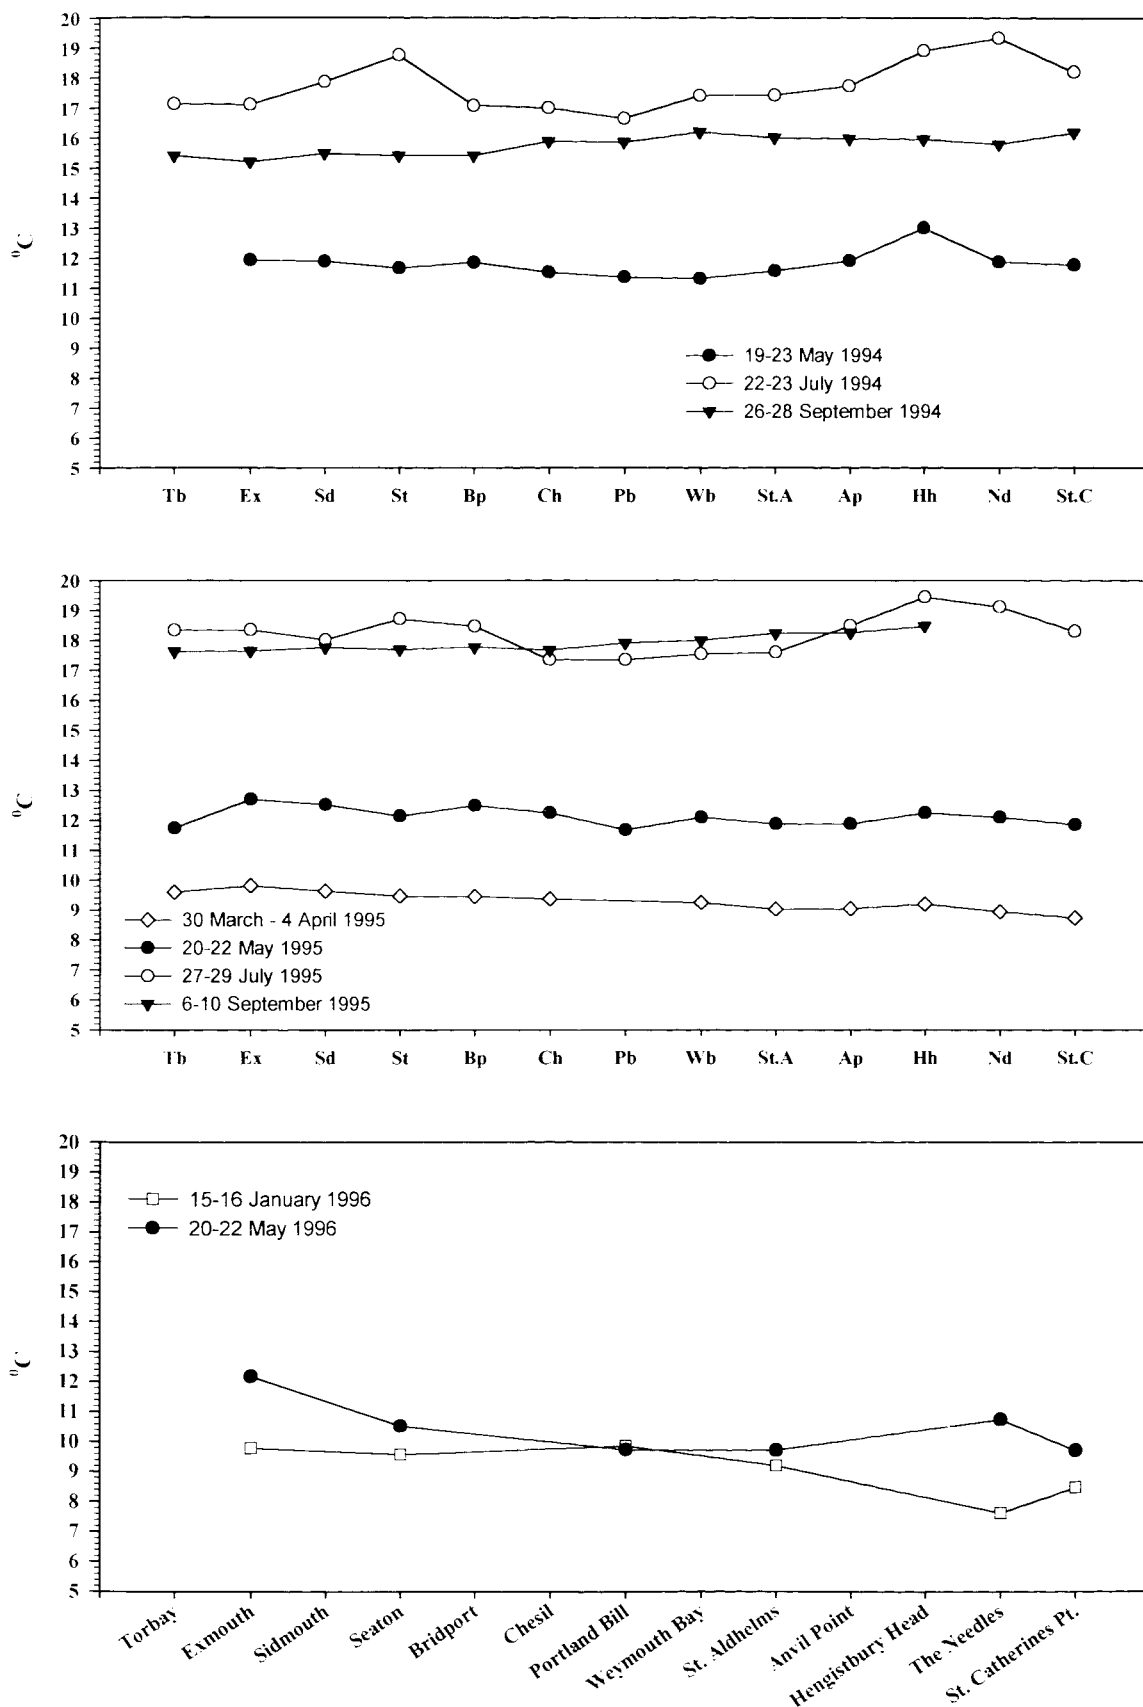 20
19
18
17
16
15
14
13
12
11
10
9
8
7
6
5
⁰C
19-23 May 1994
22-23 July 1994
26-28 September 1994
Tb Ex Sd St Bp Ch Pb Wb St.A Ap Hh Nd St.C
20
19
18
17
16
15
14
13
12
11
10
9
8
7
6
5
⁰C
30 March - 4 April 1995
20-22 May 1995
27-29 July 1995
6-10 September 1995
Tb Ex Sd St Bp Ch Pb Wb St.A Ap Hh Nd St.C
20
19
18
17
16
15
14
13
12
11
10
9
8
7
6
5
⁰C
15-16 January 1996
20-22 May 1996
Torbay
Exmouth
Sidmouth
Seaton
Bridport
Chesil
Portland Bill
Weymouth Bay
St. Aldhelms
Anvil Point
Hengistbury Head
The Needles
St. Catherines Pt.